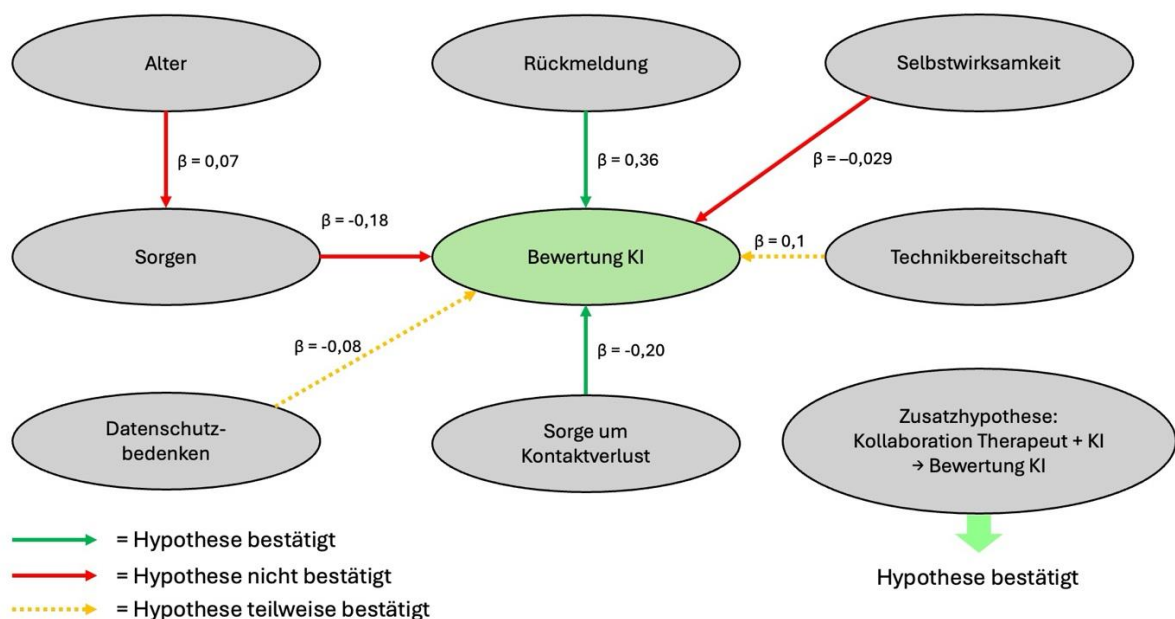 Alter
Rückmeldung
Selbstwirksamkeit
β = 0,07
β = 0,36
β = –0,029
β = -0,18
β = 0,1
Sorgen
Bewertung KI
Technikbereitschaft
β = -0,08
β = -0,20
Datenschutz-
bedenken
Sorge um
Kontaktverlust
Zusatzhypothese:
Kollaboration Therapeut + KI
→ Bewertung KI
= Hypothese bestätigt
= Hypothese nicht bestätigt
= Hypothese teilweise bestätigt
Hypothese bestätigt